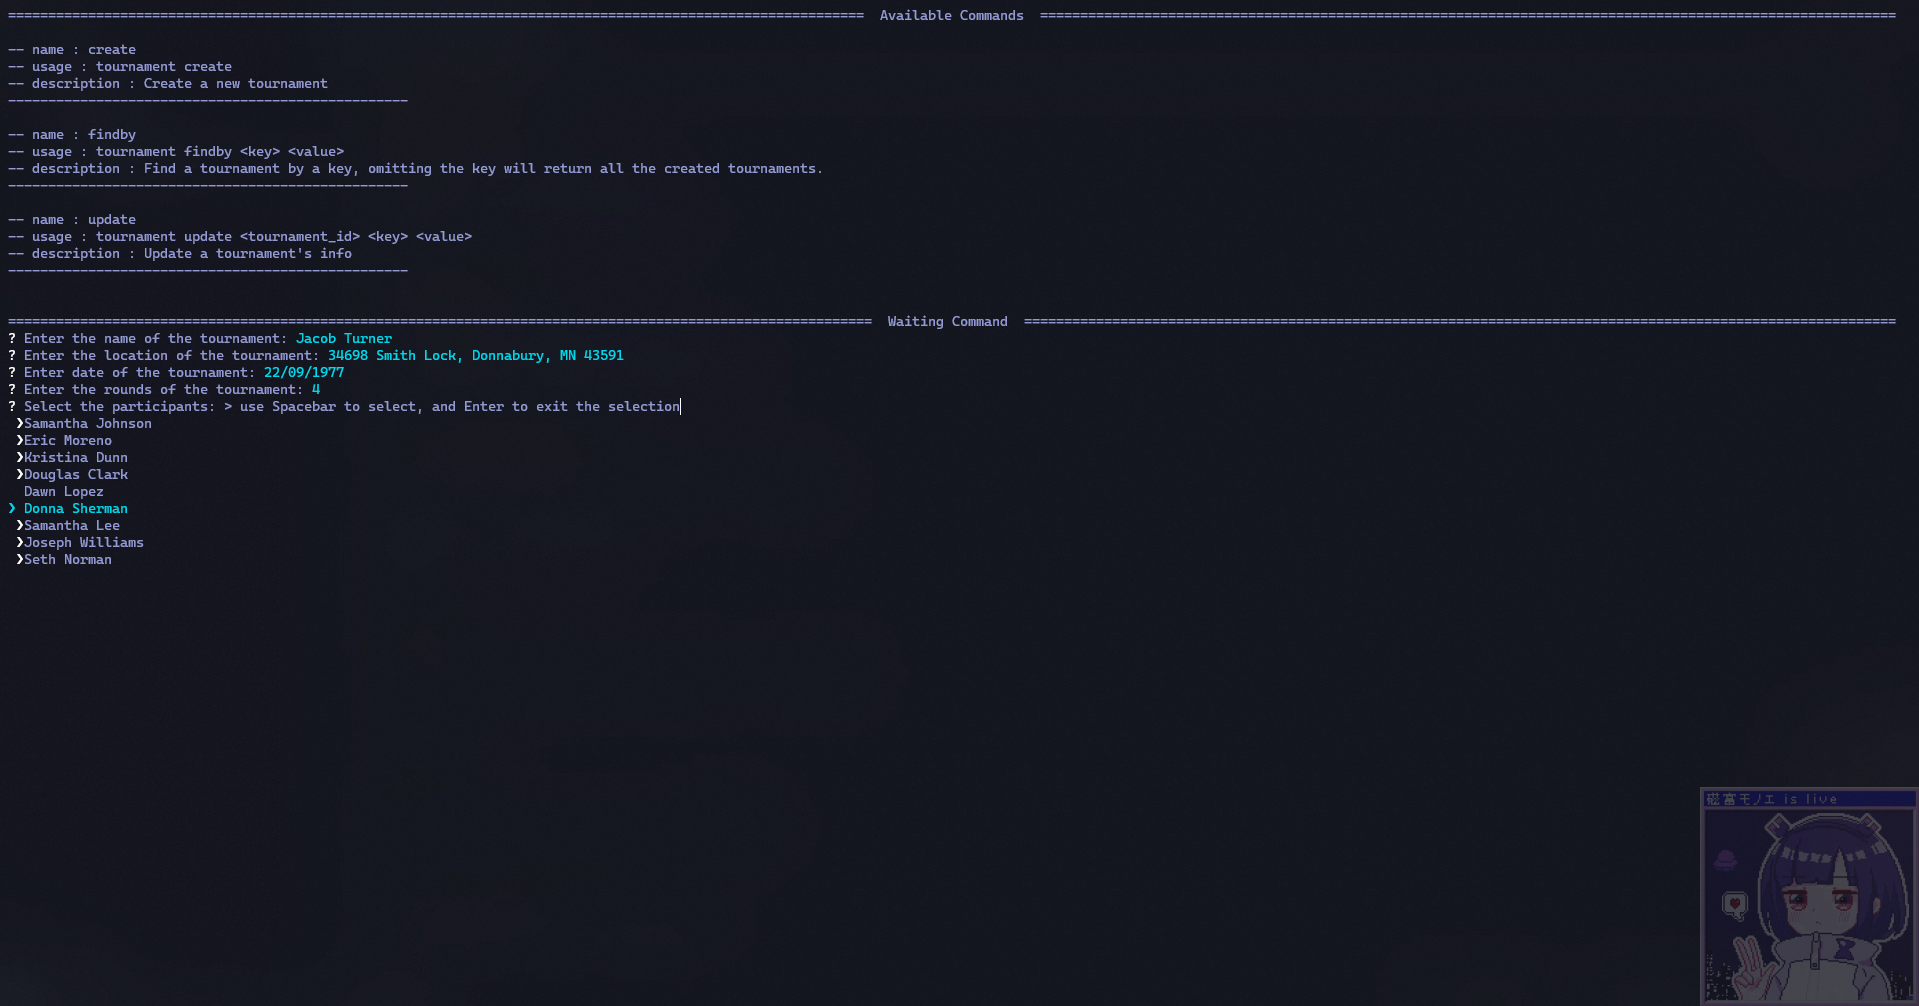 ====================  Available Commands  ====================
-- name : create
-- usage : tournament create
-- description : Create a new tournament
--------------------------------------------------
-- name : findby
-- usage : tournament findby <key> <value>
-- description : Find a tournament by a key, omitting the key will return all the created tournaments.
--------------------------------------------------
-- name : update
-- usage : tournament update <tournament_id> <key> <value>
-- description : Update a tournament's info
--------------------------------------------------
====================  Waiting Command  ====================
? Enter the name of the tournament: Jacob Turner
? Enter the location of the tournament: 34698 Smith Lock, Donnabury, MN 43591
? Enter date of the tournament: 22/09/1977
? Enter the rounds of the tournament: 4
? Select the participants: > use Spacebar to select, and Enter to exit the selection
❯Samantha Johnson
❯Eric Moreno
❯Kristina Dunn
❯Douglas Clark
Dawn Lopez
❯ Donna Sherman
❯Samantha Lee
❯Joseph Williams
❯Seth Norman
磁富モノエ is live